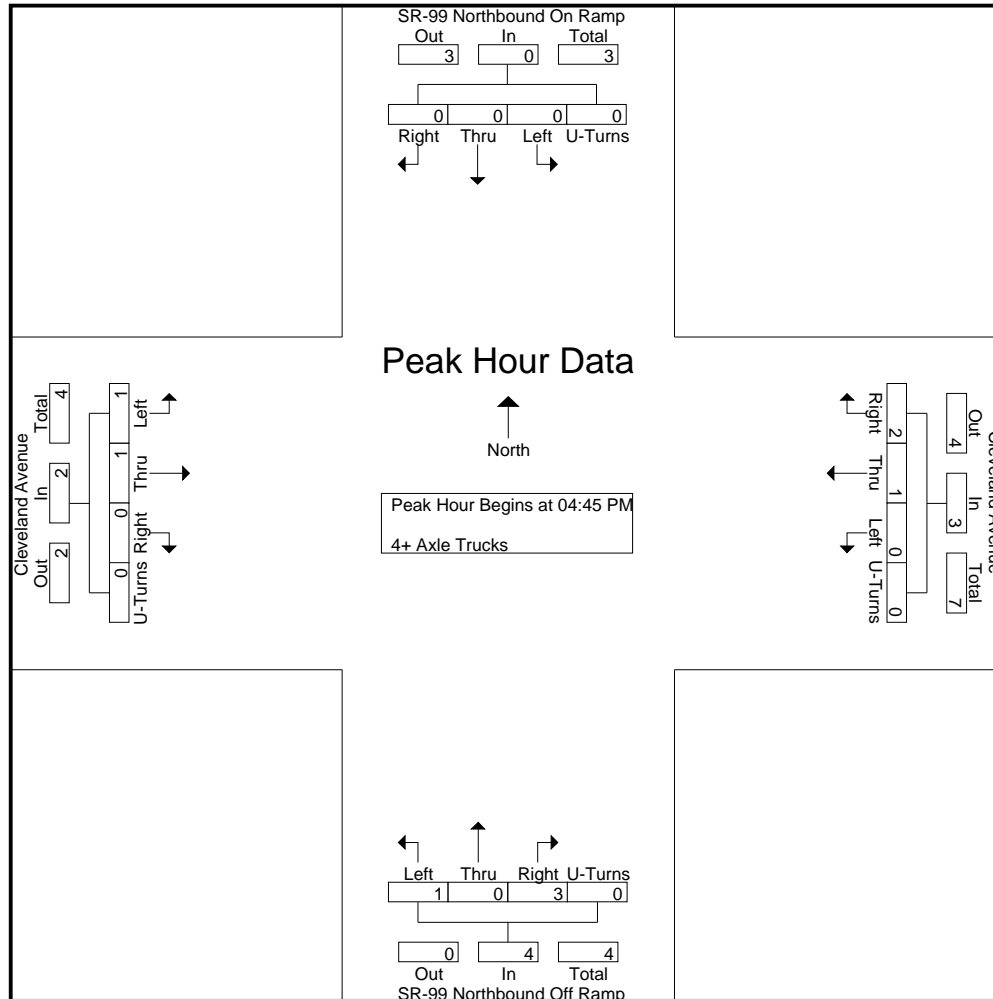 SR-99 Northbound On Ramp
Out In Total
3 0 3
0 0 0 0
Right Thru Left U-Turns
Peak Hour Data
North
Peak Hour Begins at 04:45 PM
4+ Axle Trucks
Cleveland Avenue
Total In Out
4 2 2
1 1 0 0
Left Thru Right U-Turns
Right Thru Left U-Turns
2 1 0 0
4 3 7
Out In Total
Cleveland Avenue
Left Thru Right U-Turns
1 0 3 0
0 4 4
Out In Total
SR-99 Northbound Off Ramp